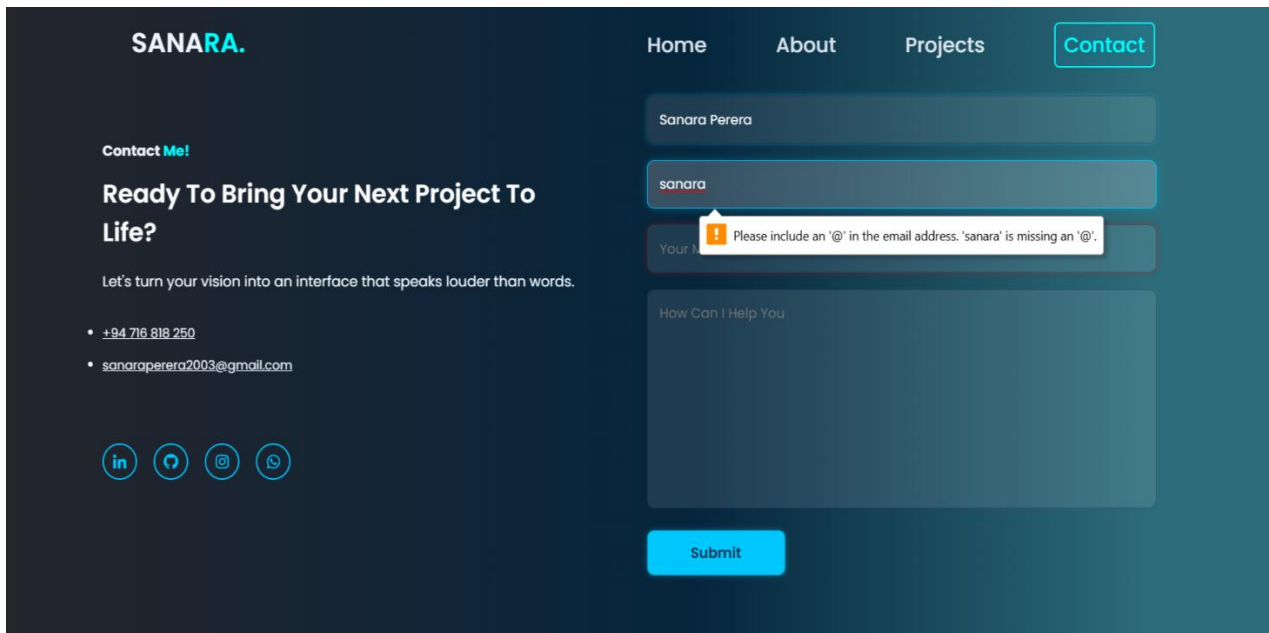 SANARA.
Home About Projects Contact
Contact Me!
Ready To Bring Your Next Project To
Life?
Let's turn your vision into an interface that speaks louder than words.
+94 716 818 250
sanaraperera2003@gmail.com
in
Sanara Perera
sanara
Please include an '@' in the email address. 'sanara' is missing an '@'.
Your
How Can I Help You
Submit